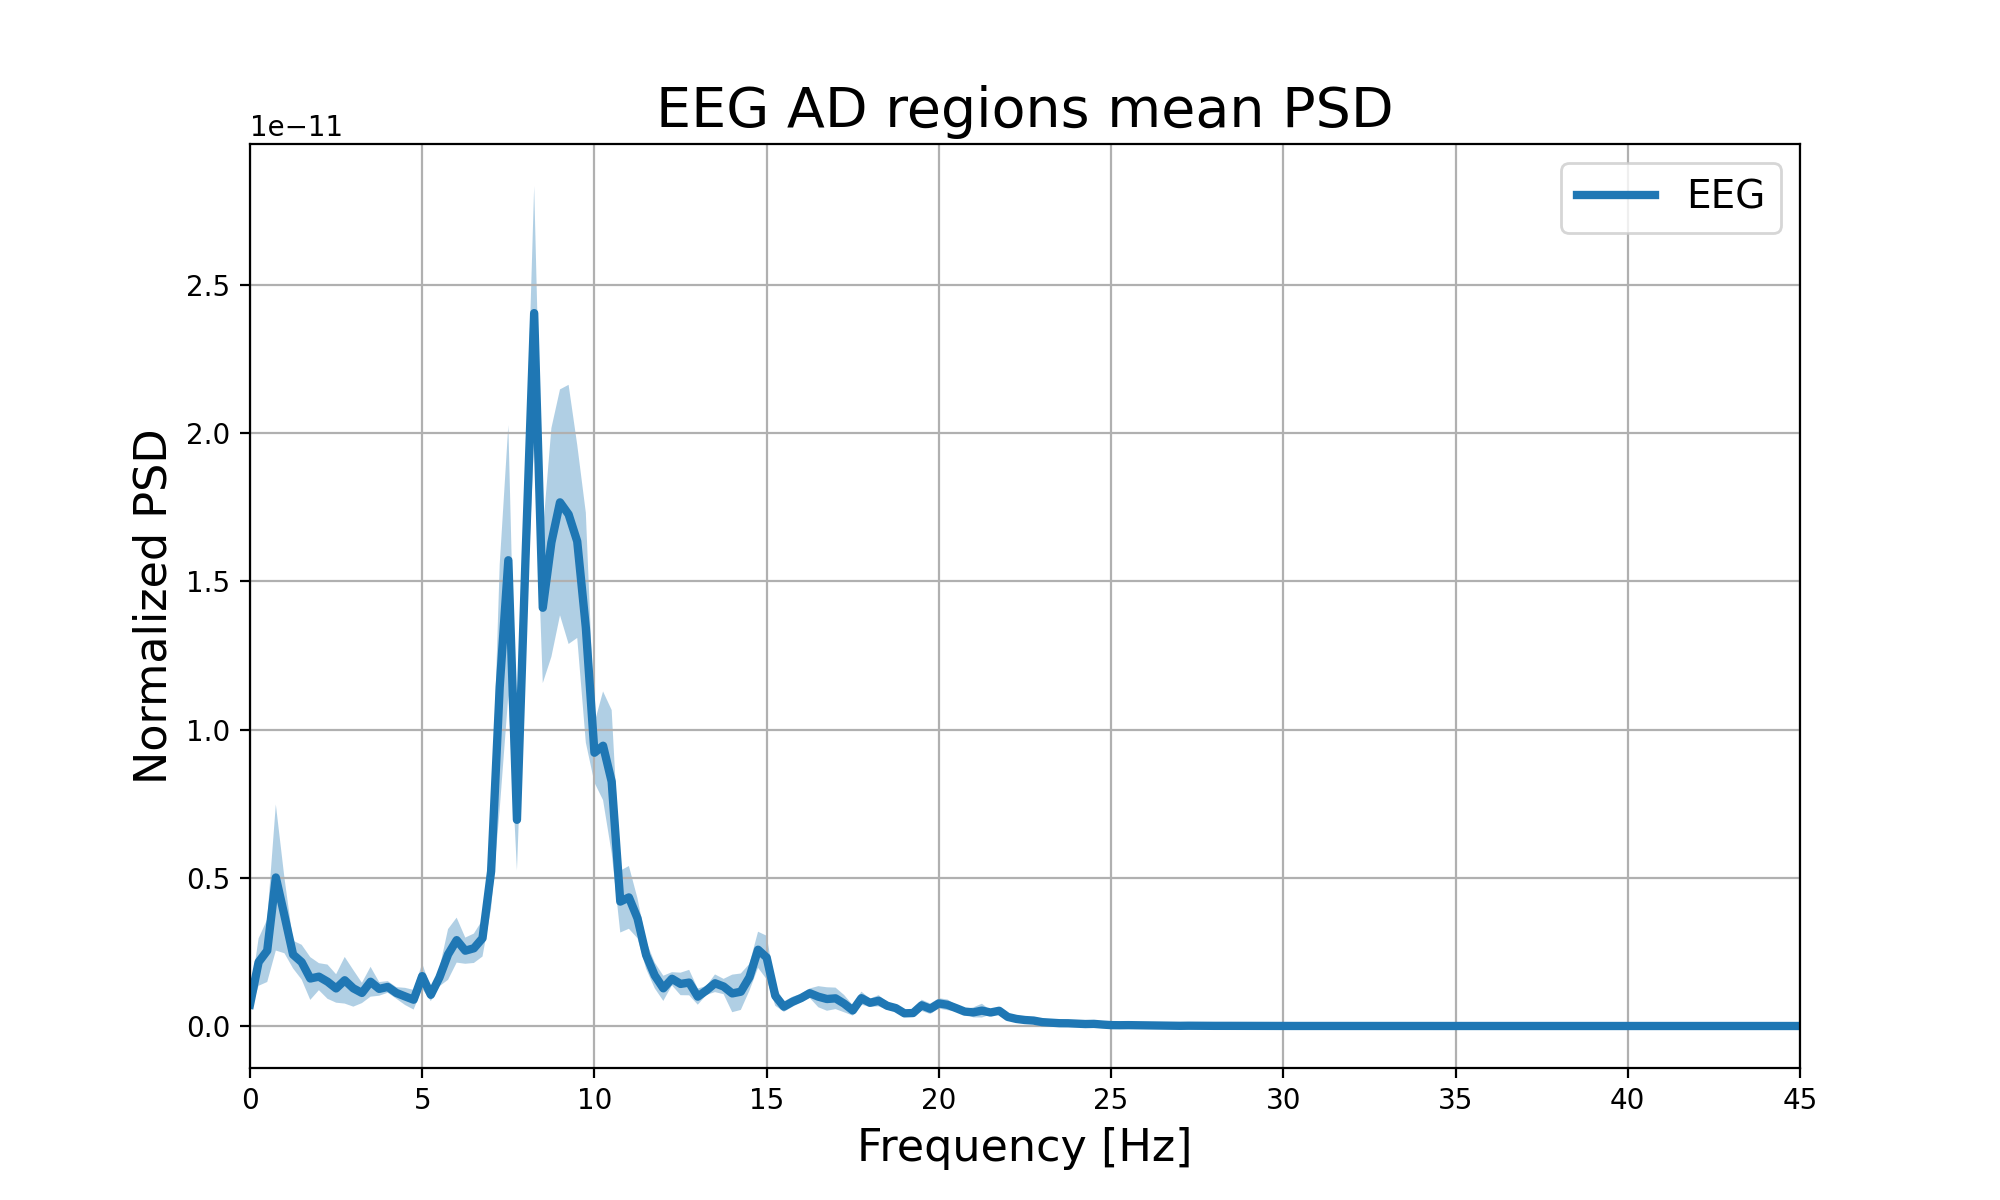 EEG AD regions mean PSD
1e−11
EEG
2.5
2.0
1.5
1.0
0.5
0.0
Normalized PSD
0 5 10 15 20 25 30 35 40 45
Frequency [Hz]